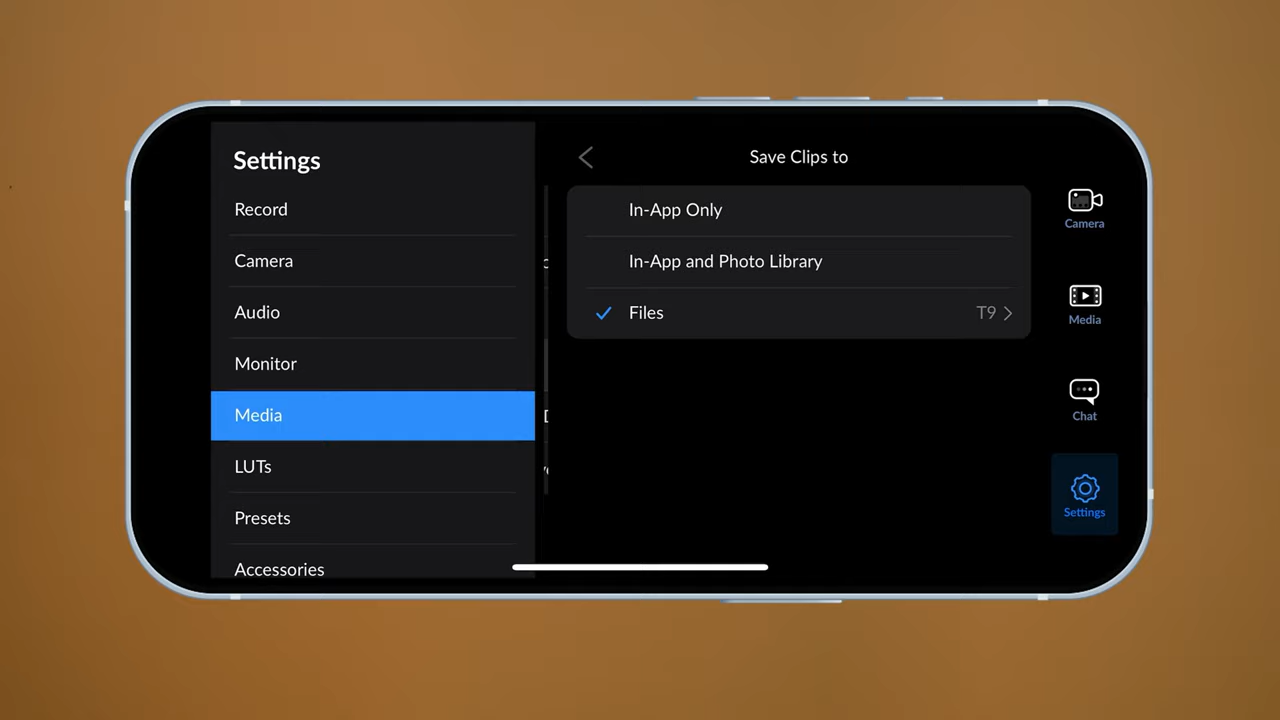 Settings
Record
Camera
Audio
Monitor
Media
LUTs
Presets
Accessories
Save Clips to
In-App Only
In-App and Photo Library
Files T9
Camera
Media
Chat
Settings